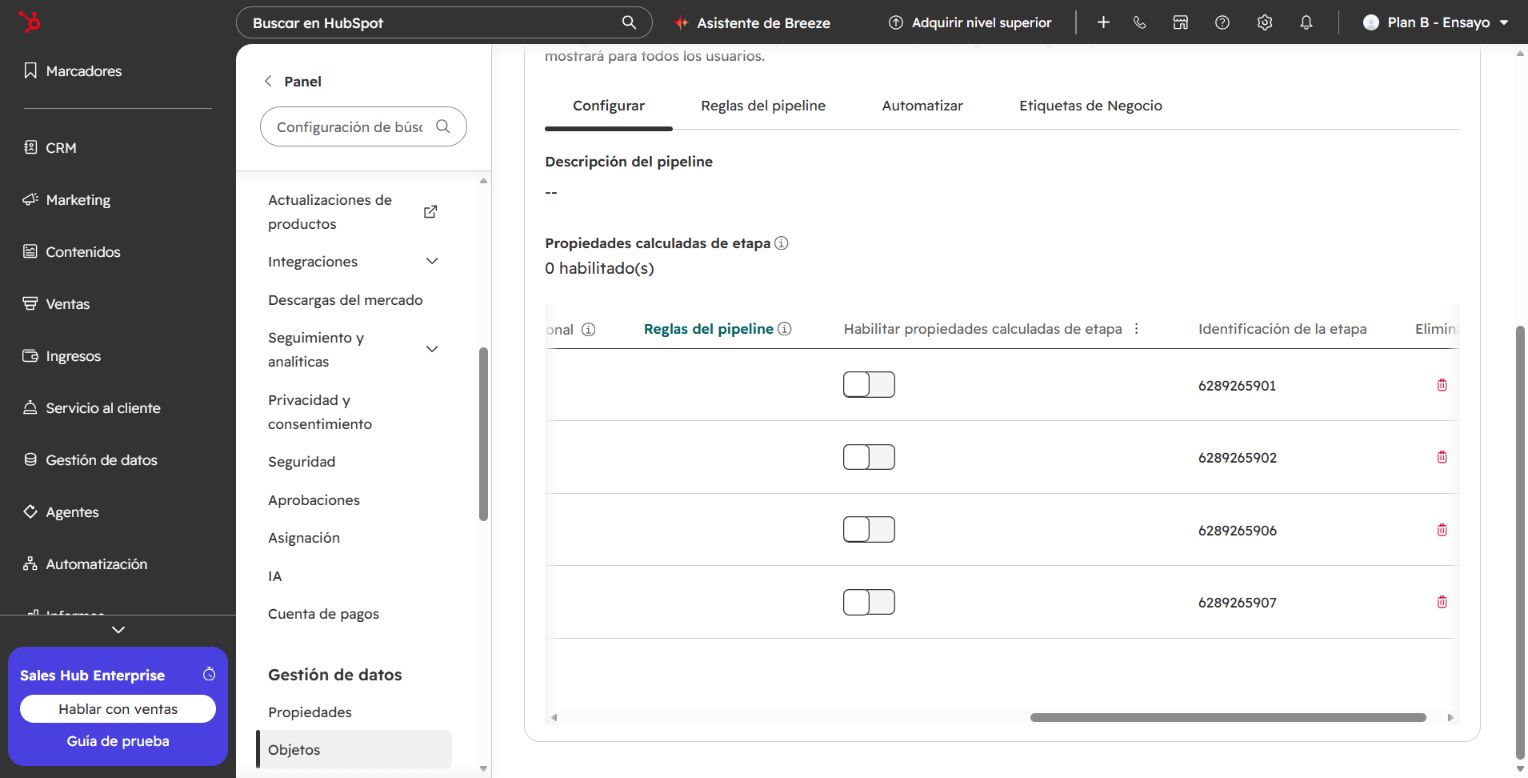 Buscar en HubSpot
Asistente de Breeze
Adquirir nivel superior
Plan B - Ensayo
Marcadores
CRM
Marketing
Contenidos
Ventas
Ingresos
Servicio al cliente
Gestión de datos
Agentes
Automatización
Informes
Sales Hub Enterprise
Hablar con ventas
Guía de prueba
Panel
Configuración de búsc
Actualizaciones de
productos
Integraciones
Descargas del mercado
Seguimiento y
analíticas
Privacidad y
consentimiento
Seguridad
Aprobaciones
Asignación
IA
Cuenta de pagos
Gestión de datos
Propiedades
Objetos
mostrará para todos los usuarios.
Configurar
Reglas del pipeline
Automatizar
Etiquetas de Negocio
Descripción del pipeline
--
Propiedades calculadas de etapa
0 habilitado(s)
onal
Reglas del pipeline
Habilitar propiedades calculadas de etapa
Identificación de la etapa
Elimin
6289265901
6289265902
6289265906
6289265907